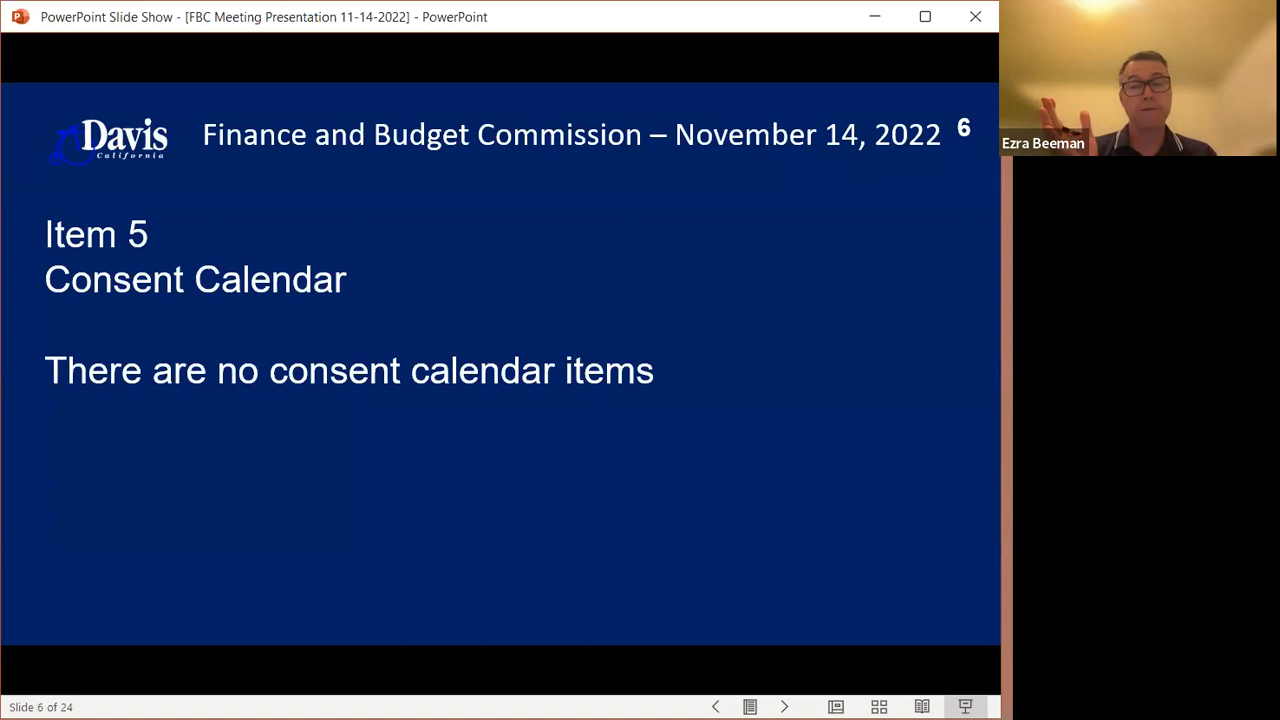 PowerPoint Slide Show - [FBC Meeting Presentation 11-14-2022] - PowerPoint
Davis
California
Finance and Budget Commission – November 14, 2022
6
Ezra Beeman
Item 5
Consent Calendar
There are no consent calendar items
Slide 6 of 24